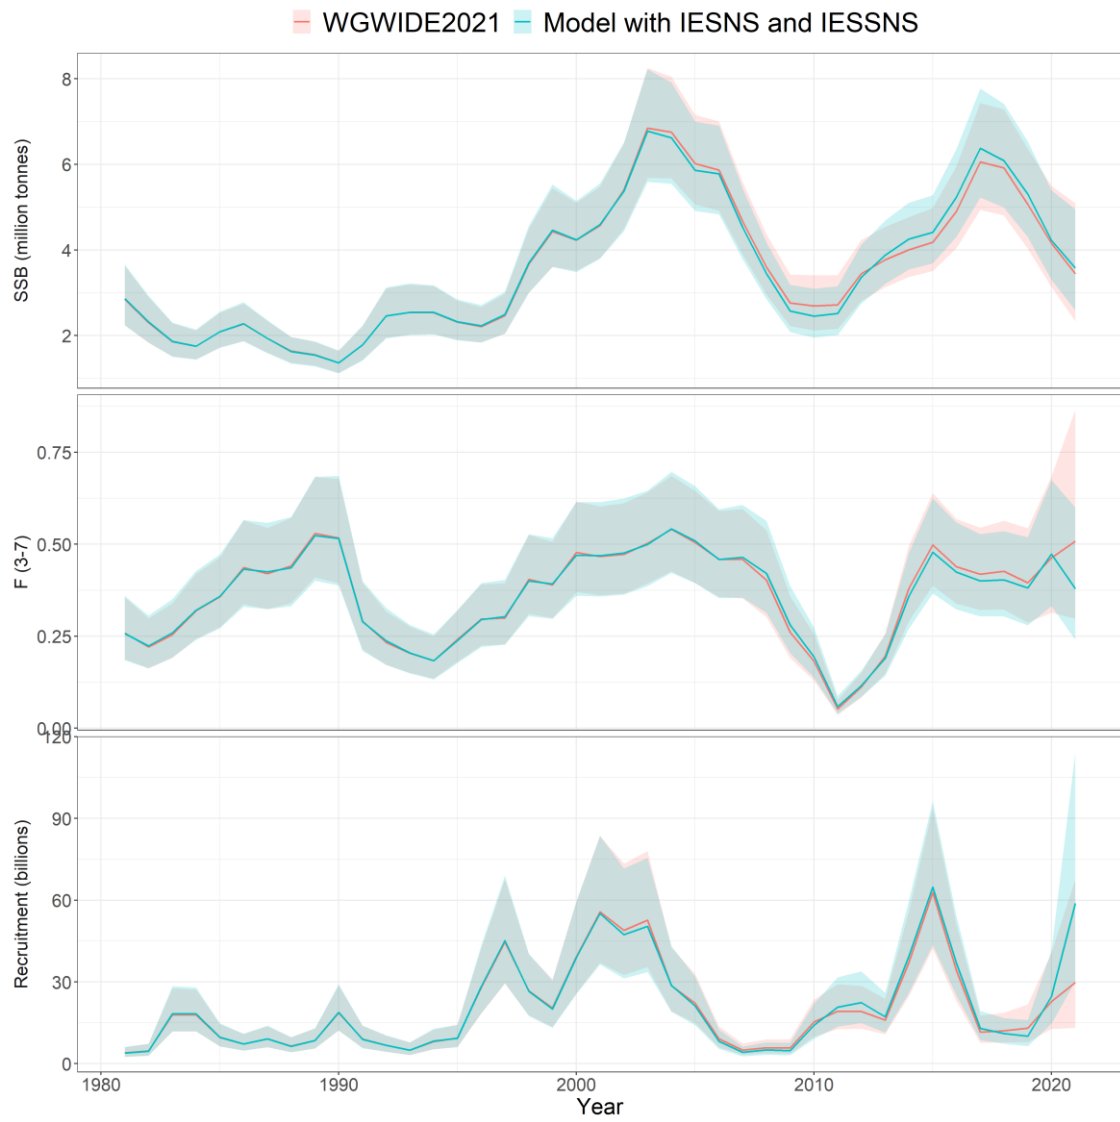 WGWIDE2021 Model with IESNS and IESSNS
SSB (million tonnes)
8
6
4
2
F (3-7)
0.75
0.50
0.25
0.00
Recruitment (billions)
120
90
60
30
0
1980 1990 2000 2010 2020
Year